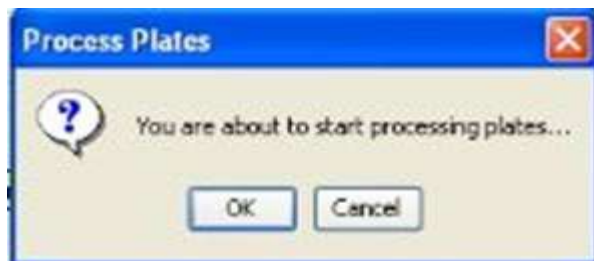 Process Plates
You are about to start processing plates...
OK
Cancel